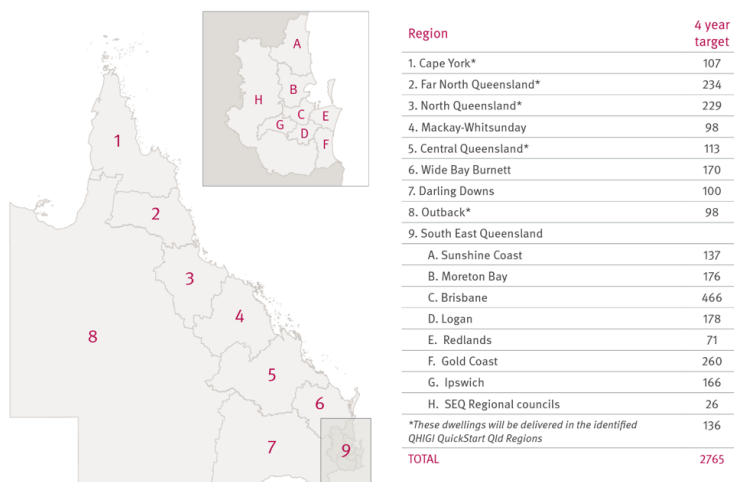 A
B
H
C
E
G
D
F
1
2
3
4
8
5
6
7
9
Region 4 year target
1. Cape York* 107
2. Far North Queensland* 234
3. North Queensland* 229
4. Mackay-Whitsunday 98
5. Central Queensland* 113
6. Wide Bay Burnett 170
7. Darling Downs 100
8. Outback* 98
9. South East Queensland
A. Sunshine Coast 137
B. Moreton Bay 176
C. Brisbane 466
D. Logan 178
E. Redlands 71
F. Gold Coast 260
G. Ipswich 166
H. SEQ Regional councils 26
*These dwellings will be delivered in the identified 136
QHIGI QuickStart Qld Regions
TOTAL 2765